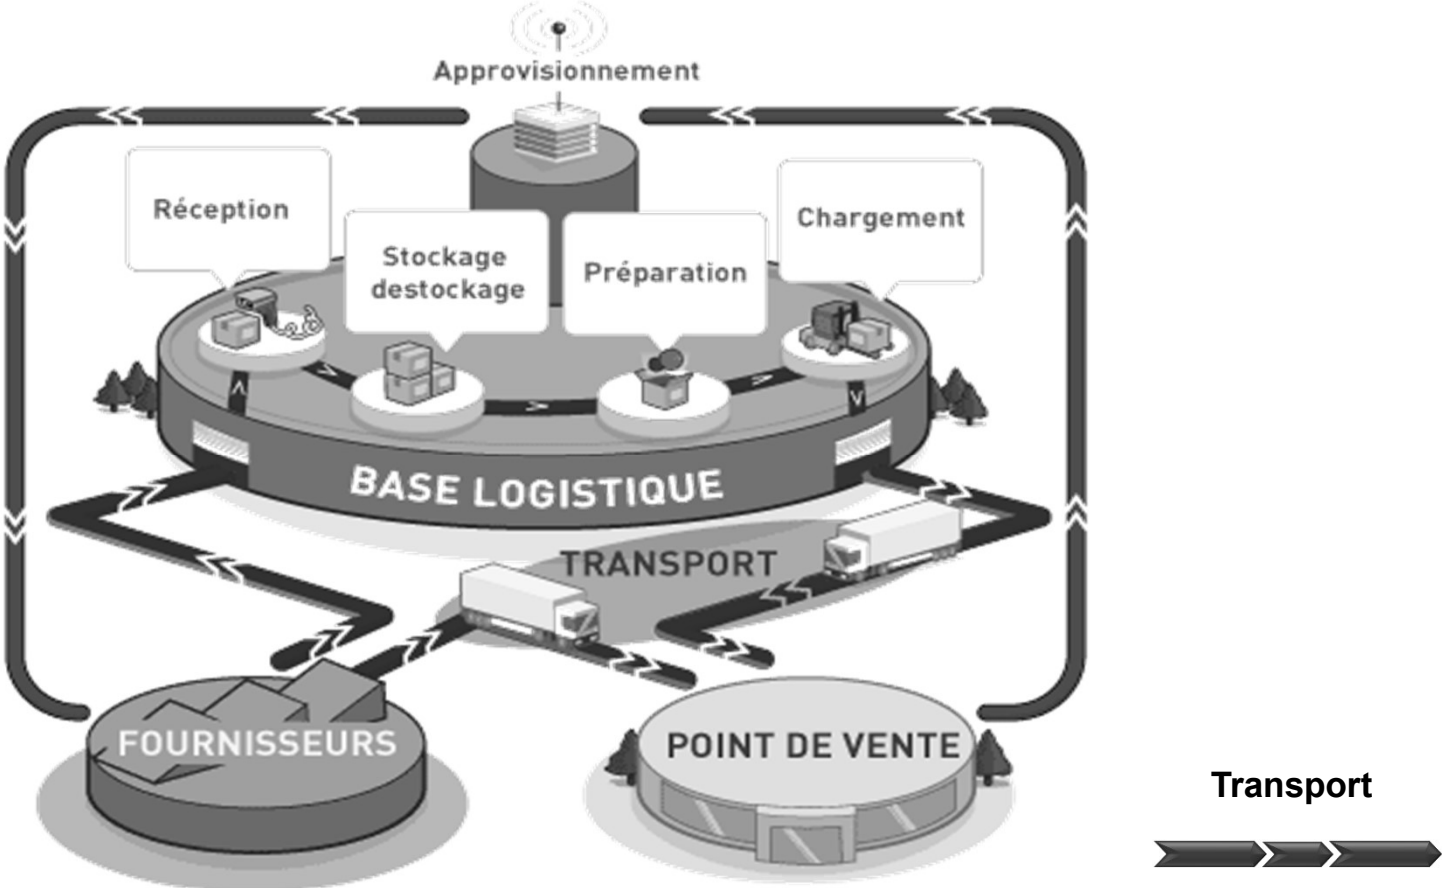 Approvisionnement
Réception
Stockage
destockage
Préparation
Chargement
BASE LOGISTIQUE
TRANSPORT
FOURNISSEURS
POINT DE VENTE
Transport